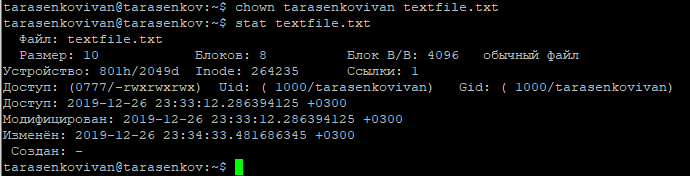 tarasenkovivan@tarasenkov:~$ chown tarasenkovivan textfile.txt
tarasenkovivan@tarasenkov:~$ stat textfile.txt
  Файл: textfile.txt
  Размер: 10        	Блоков: 8          Блок В/В: 4096   обычный файл
Устройство: 801h/2049d	Inode: 264235      Ссылки: 1
Доступ: (0777/-rwxrwxrwx)  Uid: ( 1000/tarasenkovivan)   Gid: ( 1000/tarasenkovivan)
Доступ: 2019-12-26 23:33:12.286394125 +0300
Модифицирован: 2019-12-26 23:33:12.286394125 +0300
Изменён: 2019-12-26 23:34:33.481686345 +0300
 Создан: -
tarasenkovivan@tarasenkov:~$